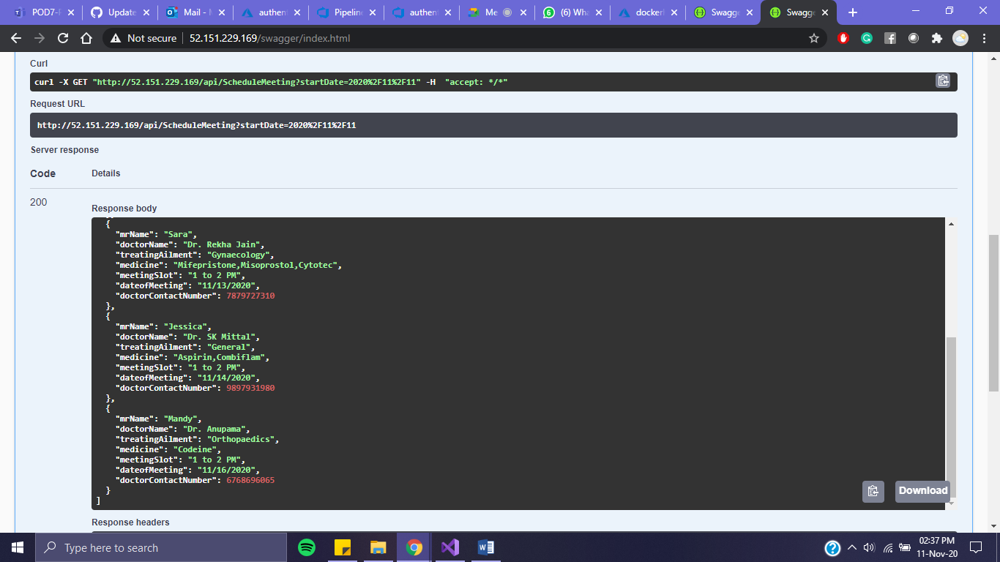 POD7-
Update
Mail -
authen
Pipeline
authent
Me
(6) Wha
docker
Swagge
Swagge
Not secure
52.151.229.169/swagger/index.html
Curl
curl -X GET "http://52.151.229.169/api/ScheduleMeeting?startDate=2020%2F11%2F11" -H "accept: */*"
Request URL
http://52.151.229.169/api/ScheduleMeeting?startDate=2020%2F11%2F11
Server response
Code
Details
200
Response body
{
"mrName": "Sara",
"doctorName": "Dr. Rekha Jain",
"treatingAilment": "Gynaecology",
"medicine": "Mifepristone,Misoprostol,Cytotec",
"meetingSlot": "1 to 2 PM",
"dateofMeeting": "11/13/2020",
"doctorContactNumber": 7879727310
},
{
"mrName": "Jessica",
"doctorName": "Dr. SK Mittal",
"treatingAilment": "General",
"medicine": "Aspirin,Combiflam",
"meetingSlot": "1 to 2 PM",
"dateofMeeting": "11/14/2020",
"doctorContactNumber": 9897931980
},
{
"mrName": "Mandy",
"doctorName": "Dr. Anupama",
"treatingAilment": "Orthopaedics",
"medicine": "Codeine",
"meetingSlot": "1 to 2 PM",
"dateofMeeting": "11/16/2020",
"doctorContactNumber": 6768696065
}
]
Download
Response headers
Type here to search
02:37 PM
11-Nov-20